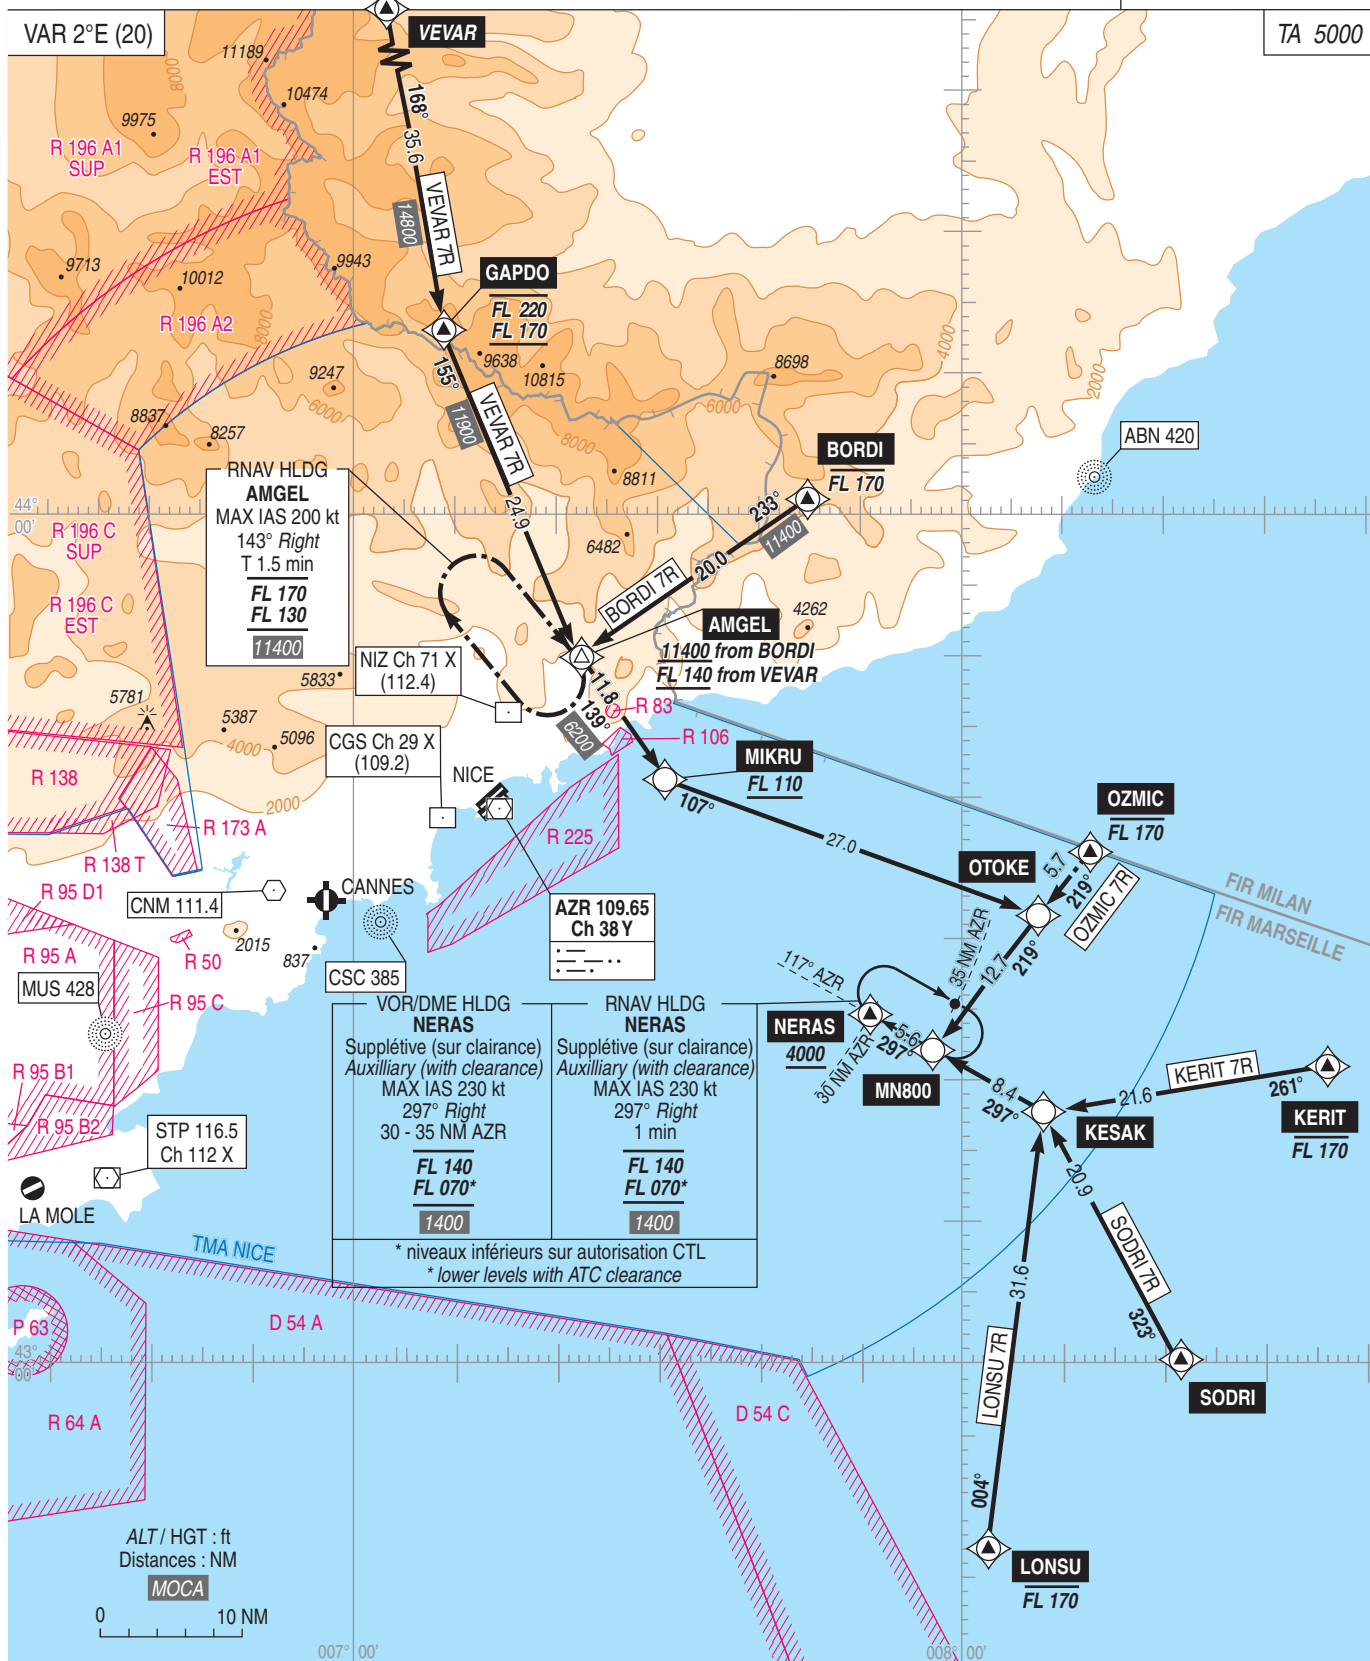 VAR 2°E (20)
VEVAR
TA 5000
11189
8000
10474
9975
168°
35.6
R 196 A1
SUP
R 196 A1
EST
VEVAR 7R
14800
9713
10012
9943
GAPDO
FL 220
FL 170
R 196 A2
8000
4000
9638
10815
155°
8698
2000
9247
6000
11900
VEVAR 7R
6000
8837
8257
8000
ABN 420
BORDI
FL 170
RNAV HLDG
AMGEL
MAX IAS 200 kt
143° Right
T 1.5 min
FL 170
FL 130
11400
8811
24.9
233°
11400
44°
00'
6482
20.0
BORDI 7R
R 196 C
SUP
R 196 C
EST
4262
AMGEL
11400 from BORDI
FL 140 from VEVAR
NIZ Ch 71 X
(112.4)
5833
11.8
139°
6200
R 83
5781
5387
5096
4000
R 106
CGS Ch 29 X
(109.2)
MIKRU
FL 110
R 138
NICE
107°
2000
OZMIC
FL 170
R 173 A
R 225
27.0
R 138 T
OTOKE
5.7
219°
OZMIC 7R
R 95 D1
CANNES
CNM 111.4
FIR MILAN
FIR MARSEILLE
AZR 109.65
Ch 38 Y
2015
837
R 50
R 95 A
MUS 428
CSC 385
35 NM AZR
12.7
219°
117° AZR
R 95 C
VOR/DME HLDG
NERAS
Supplétive (sur clairance)
Auxilliary (with clearance)
MAX IAS 230 kt
297° Right
30 - 35 NM AZR
FL 140
FL 070*
1400
RNAV HLDG
NERAS
Supplétive (sur clairance)
Auxilliary (with clearance)
MAX IAS 230 kt
297° Right
1 min
FL 140
FL 070*
1400
* niveaux inférieurs sur autorisation CTL
* lower levels with ATC clearance
NERAS
4000
5.6
297°
30 NM AZR
MN800
8.4
297°
KERIT 7R
21.6
261°
KERIT
FL 170
KESAK
R 95 B1
R 95 B2
STP 116.5
Ch 112 X
LA MOLE
20.9
SODRI 7R
323°
TMA NICE
31.6
P 63
D 54 A
43°
00'
LONSU 7R
SODRI
R 64 A
D 54 C
004°
ALT / HGT : ft
Distances : NM
MOCA
0 10 NM
LONSU
FL 170
007° 00'
008° 00'